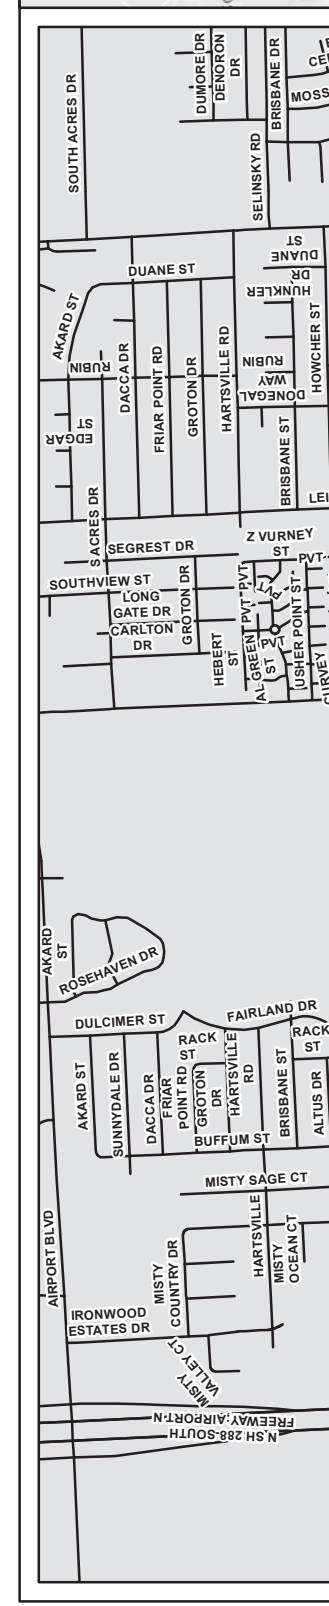 DUMORE DR
DENORON
DR
BRISBANE DR
MOSS
SOUTH ACRES DR
SELINSKY RD
DUANE
ST
DUANE ST
HUNKLER
DR
AKARD ST
RUBIN
DACCA DR
FRIAR POINT RD
GROTON DR
HARTSVILLE RD
RUBIN
DONEGAL
WAY
HOWCHER ST
EDGAR
ST
BRISBANE ST
LEI
S ACRES DR
SEGREST DR
Z VURNEY
ST
PVT
SOUTHVIEW ST
LONG
GATE DR
CARLTON
DR
GROTON DR
HEBERT
ST
PVT
PVT
PVT
PVT
AL GREEN
ST
USHER POINT ST
CURVEY
AKARD
ST
ROSEHAVEN DR
DULCIMER ST
FAIRLAND DR
RACK
ST
RACK
ST
AKARD ST
SUNNYDALE DR
DACCA DR
FRIAR
POINT RD
GROTON
DR
HARTSVILLE
RD
BRISBANE ST
ALTUS DR
BUFFUM ST
MISTY SAGE CT
AIRPORT BLVD
MISTY
COUNTRY DR
HARTSVILLE
MISTY
OCEAN CT
IRONWOOD
ESTATES DR
MISTY
VALLEY CT
FREEWAY;AIRPORT-N
N SH 288-SOUTH